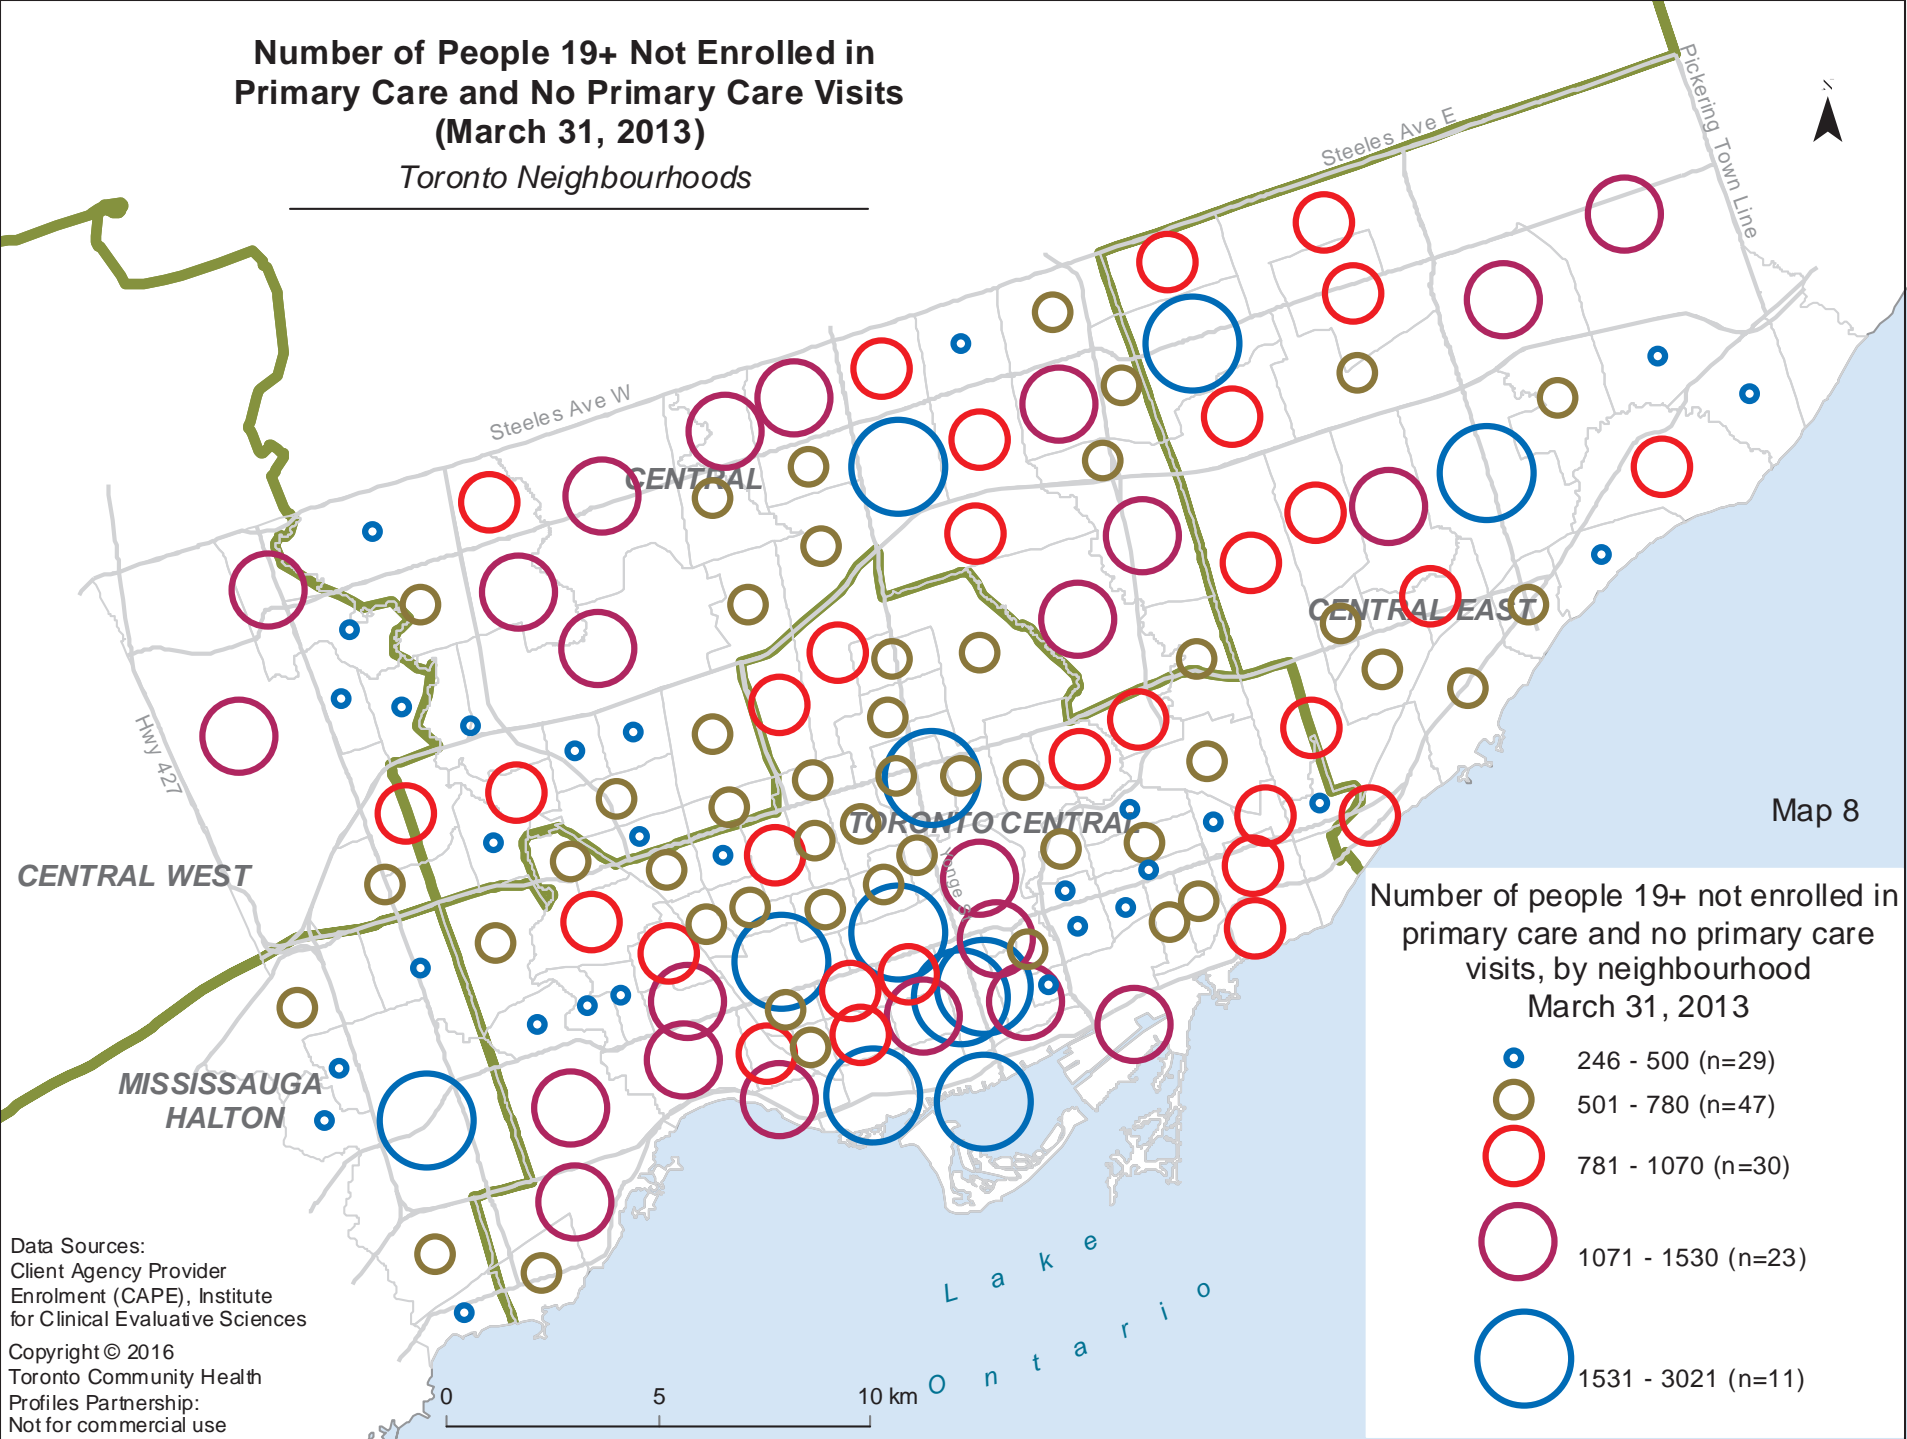 Number of People 19+ Not Enrolled in
Primary Care and No Primary Care Visits
(March 31, 2013)
Toronto Neighbourhoods
N
Pickering Town Line
Steeles Ave E
Steeles Ave W
CENTRAL
CENTRAL EAST
Hwy 427
TORONTO CENTRAL
Map 8
CENTRAL WEST
MISSISSAUGA
HALTON
Number of people 19+ not enrolled in
primary care and no primary care
visits, by neighbourhood
March 31, 2013
246 - 500 (n=29)
501 - 780 (n=47)
781 - 1070 (n=30)
1071 - 1530 (n=23)
1531 - 3021 (n=11)
Lake
Ontario
Data Sources:
Client Agency Provider
Enrolment (CAPE), Institute
for Clinical Evaluative Sciences
Copyright © 2016
Toronto Community Health
Profiles Partnership:
Not for commercial use
0 5 10 km